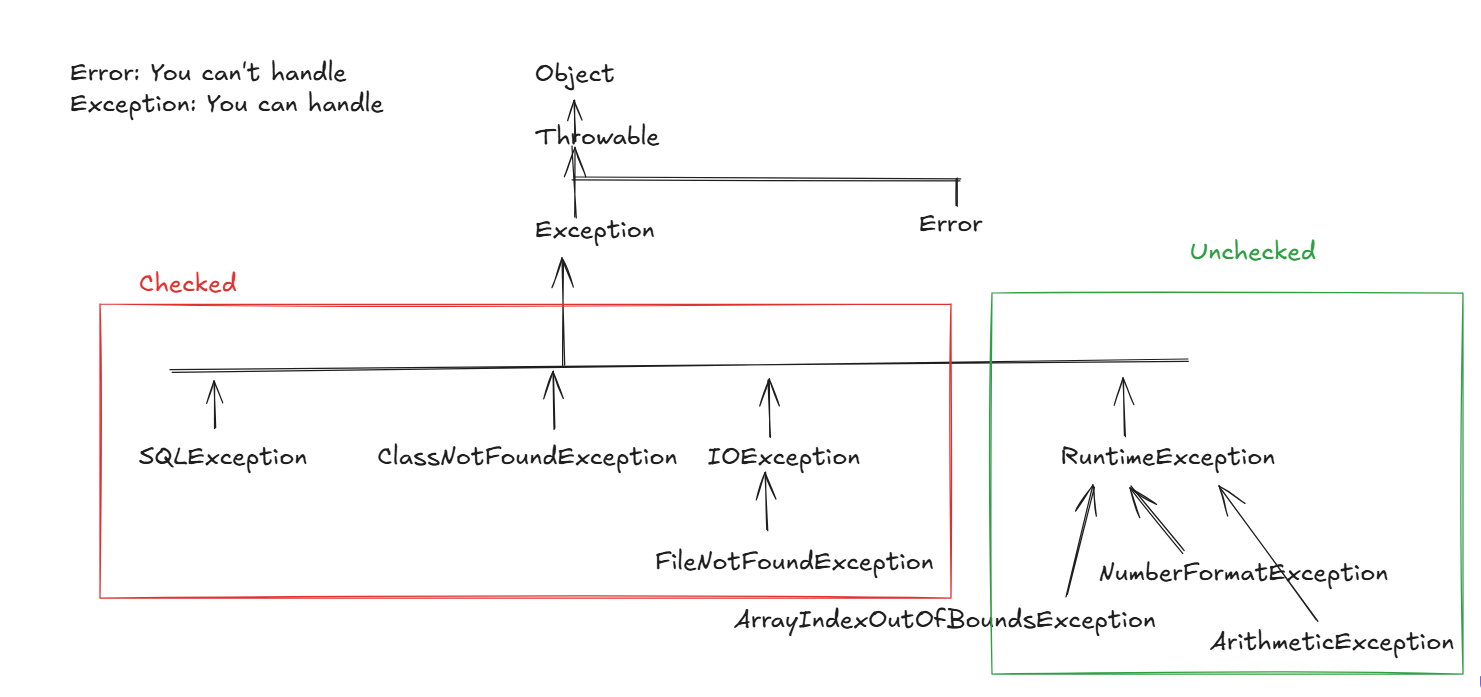 Error: You can't handle
Exception: You can handle
Object
Throwable
Exception
Error
Unchecked
Checked
SQLException
ClassNotFoundException
IOException
RuntimeException
FileNotFoundException
NumberFormatException
ArrayIndexOutOfBoundsException
ArithmeticException